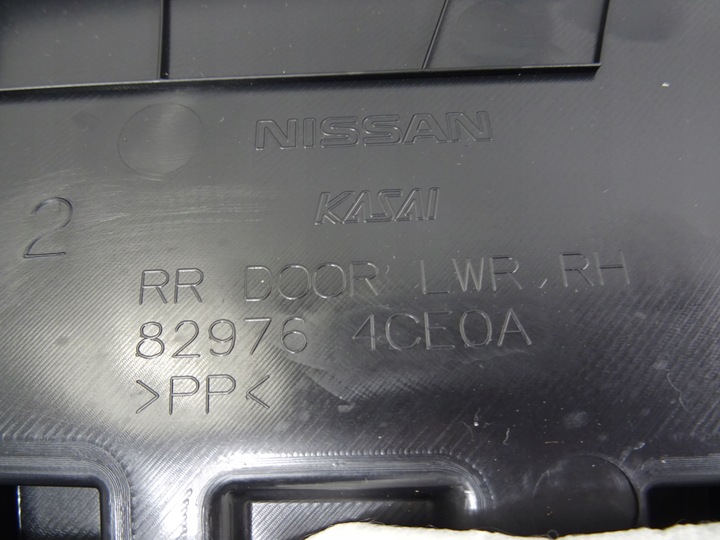 NISSAN
KASAI
2
RR DOOR LWR RH
82976 4CE0A
>PP<